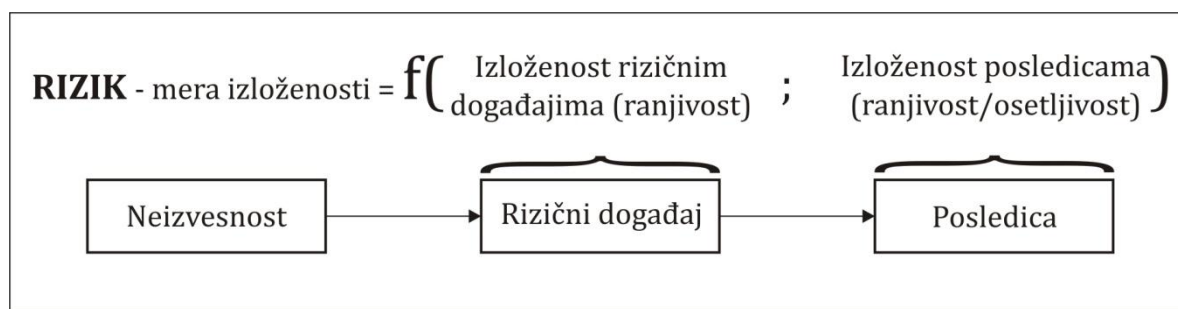 RIZIK - mera izloženosti = f( Izloženost rizičnim događajima (ranjivost) ; Izloženost posledicama (ranjivost/osetljivost) )
Neizvesnost
Rizični događaj
Posledica